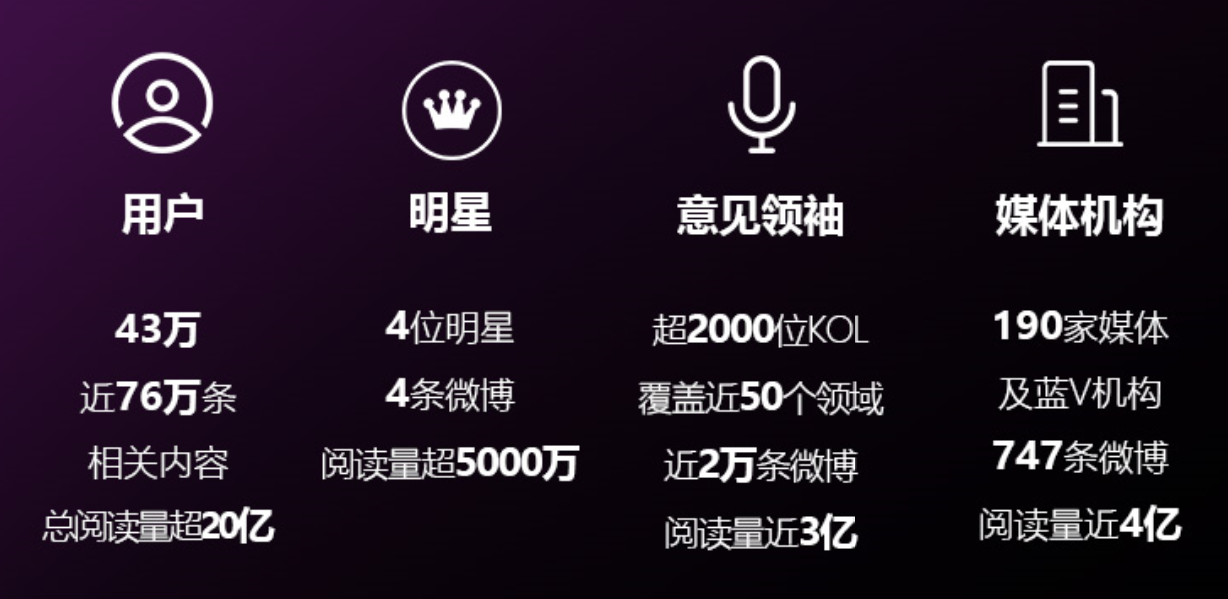 用户
43万
近76万条
相关内容
总阅读量超20亿
明星
4位明星
4条微博
阅读量超5000万
意见领袖
超2000位KOL
覆盖近50个领域
近2万条微博
阅读量近3亿
媒体机构
190家媒体
及蓝V机构
747条微博
阅读量近4亿